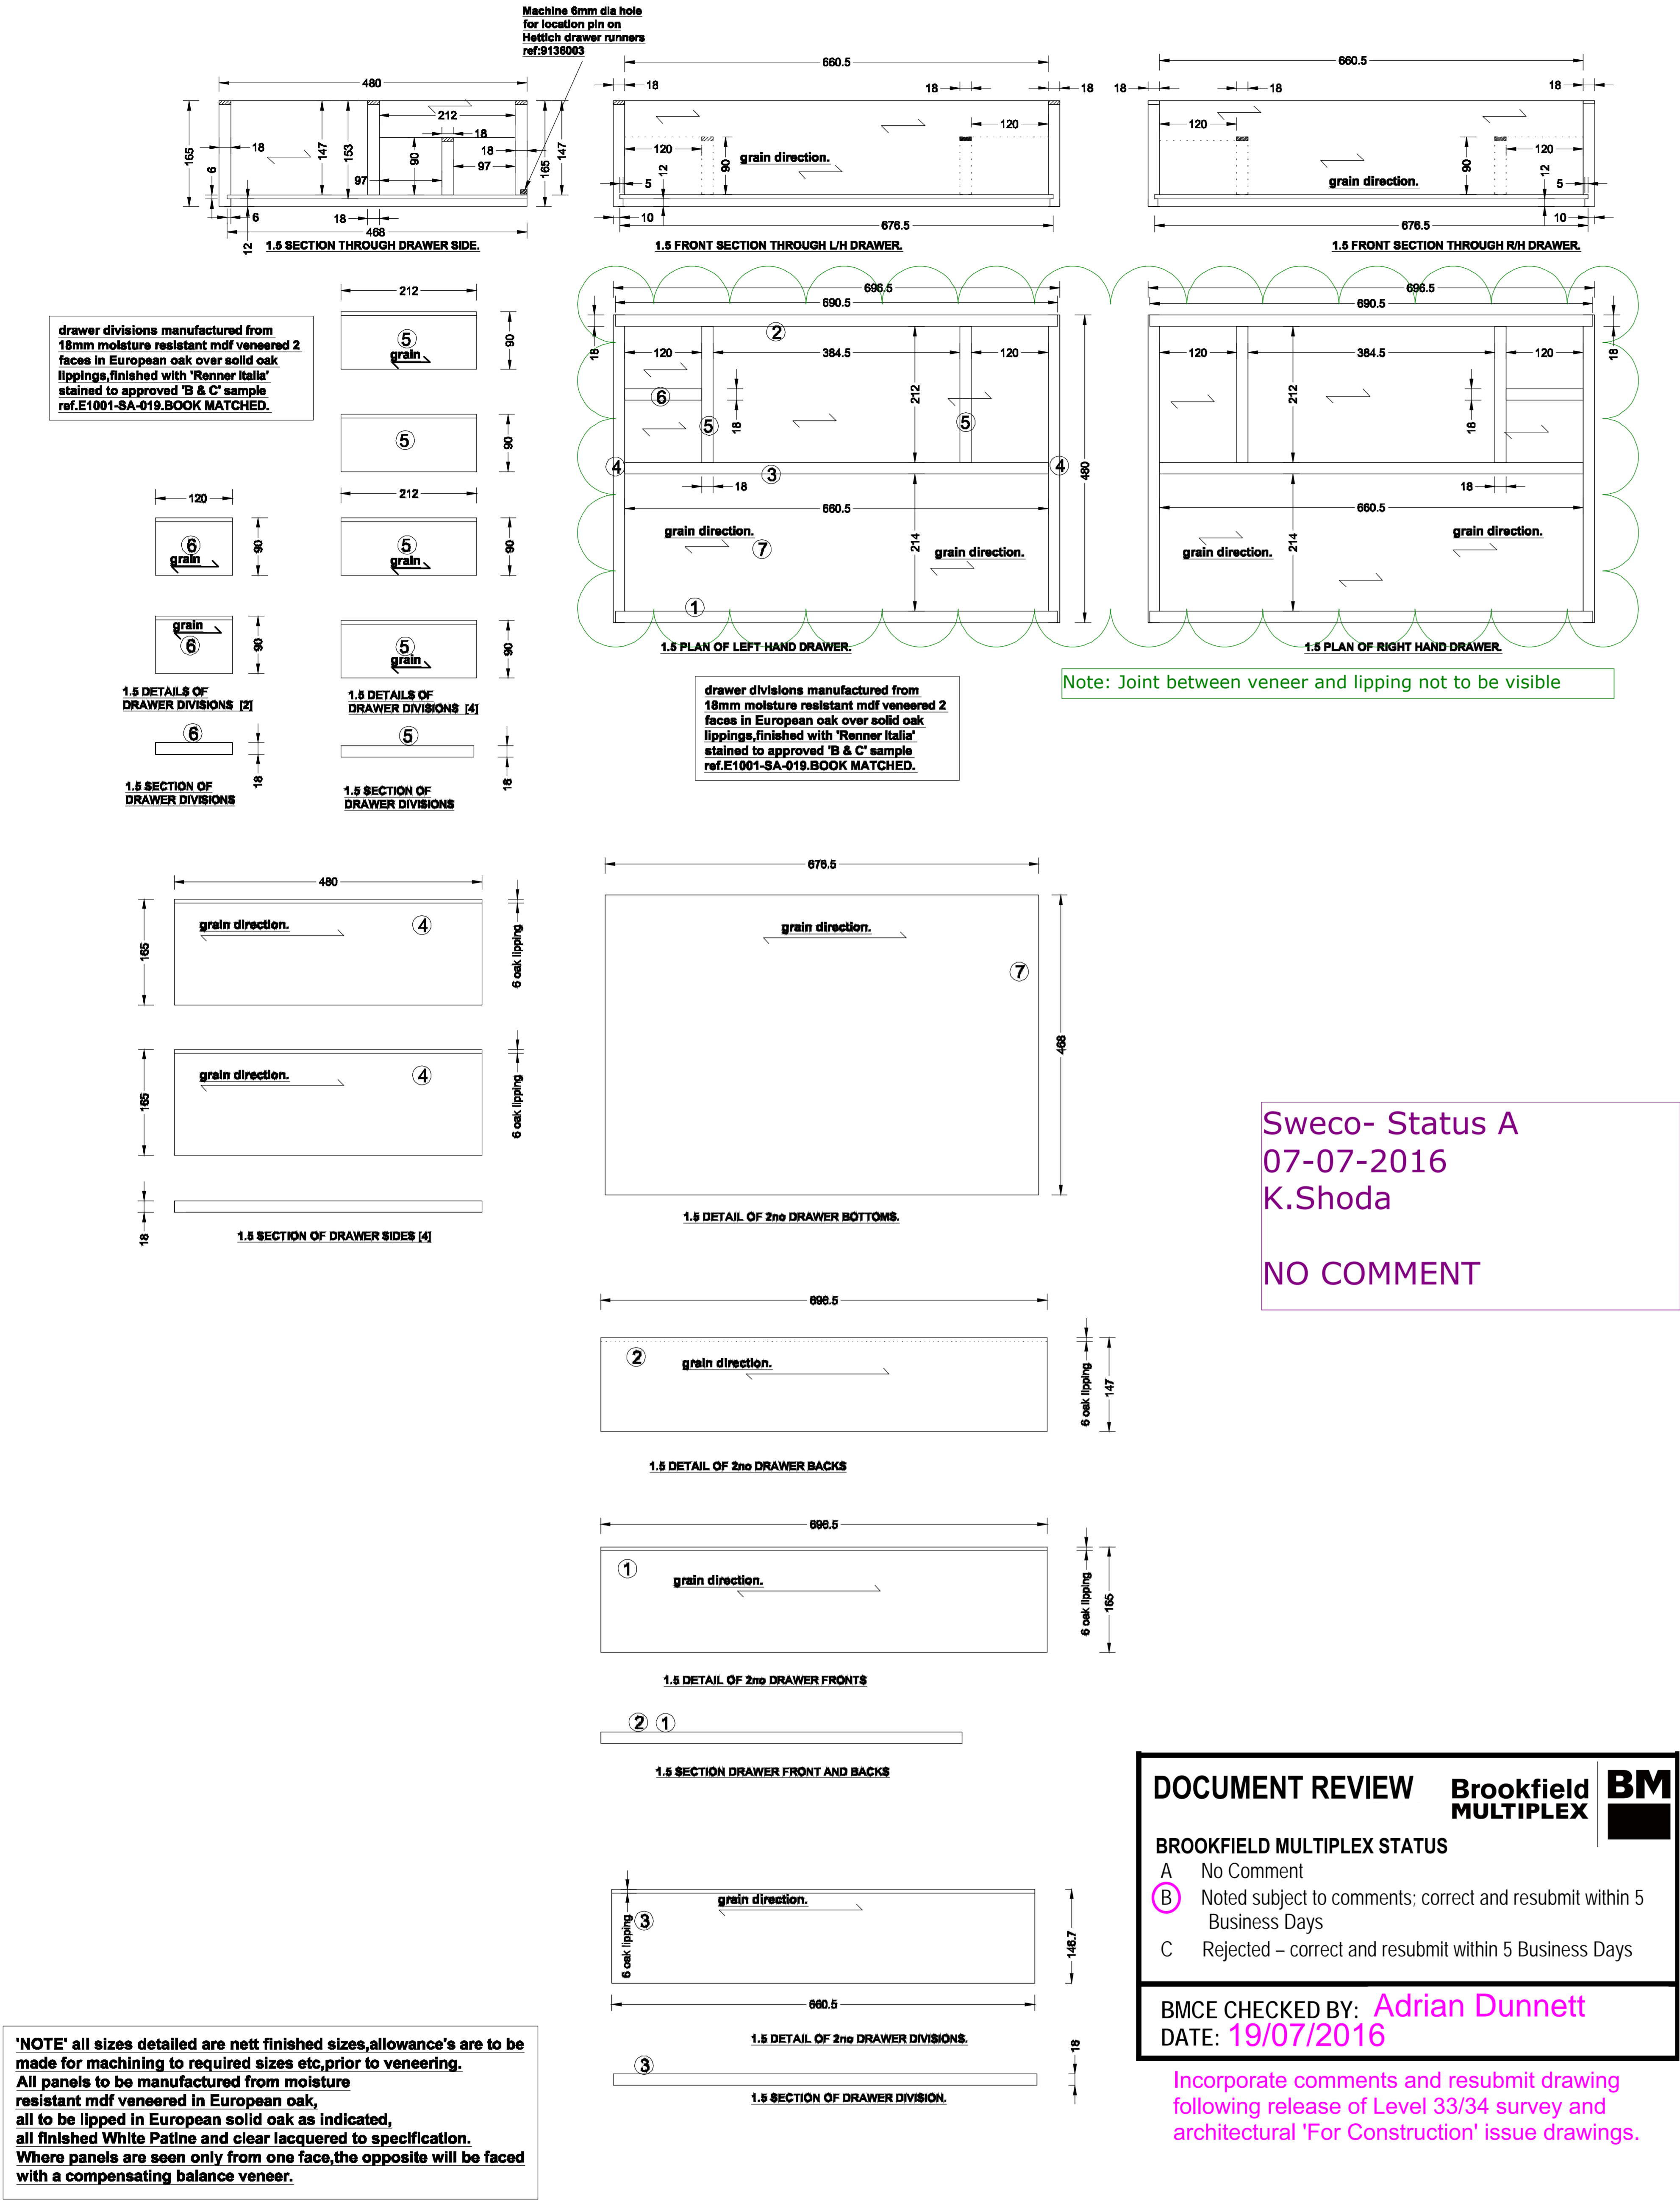 Machine 6mm dia hole
for location pin on
Hettich drawer runners
ref:9136003
480
165
18
6
147
153
212
18
90
97
97
18
165
147
6
18
468
12
1.5 SECTION THROUGH DRAWER SIDE.
660.5
18
18
18
120
120
90
12
grain direction.
5
10
676.5
1.5 FRONT SECTION THROUGH L/H DRAWER.
660.5
18
18
18
120
120
90
12
grain direction.
5
10
676.5
1.5 FRONT SECTION THROUGH R/H DRAWER.
drawer divisions manufactured from
18mm moisture resistant mdf veneered 2
faces in European oak over solid oak
lippings,finished with 'Renner Italia'
stained to approved 'B & C' sample
ref.E1001-SA-019.BOOK MATCHED.
212
5
grain
90
5
90
212
5
grain
90
5
grain
90
1.5 DETAILS OF
DRAWER DIVISIONS [4]
5
18
1.5 SECTION OF
DRAWER DIVISIONS
120
6
grain
90
grain
6
90
1.5 DETAILS OF
DRAWER DIVISIONS [2]
6
18
1.5 SECTION OF
DRAWER DIVISIONS
696.5
690.5
2
18
120
384.5
120
6
18
212
5
5
4
3
4
480
18
660.5
grain direction.
7
214
grain direction.
1
1.5 PLAN OF LEFT HAND DRAWER.
696.5
690.5
18
120
384.5
120
212
18
18
660.5
grain direction.
grain direction.
214
1.5 PLAN OF RIGHT HAND DRAWER.
Note: Joint between veneer and lipping not to be visible
drawer divisions manufactured from
18mm moisture resistant mdf veneered 2
faces in European oak over solid oak
lippings,finished with 'Renner Italia'
stained to approved 'B & C' sample
ref.E1001-SA-019.BOOK MATCHED.
480
grain direction.
4
165
6 oak lipping
grain direction.
4
165
6 oak lipping
18
1.5 SECTION OF DRAWER SIDES [4]
676.5
grain direction.
7
468
1.5 DETAIL OF 2no DRAWER BOTTOMS.
Sweco- Status A
07-07-2016
K.Shoda
NO COMMENT
696.5
2
grain direction.
6 oak lipping
147
1.5 DETAIL OF 2no DRAWER BACKS
696.5
1
grain direction.
6 oak lipping
165
1.5 DETAIL OF 2no DRAWER FRONTS
2 1
1.5 SECTION DRAWER FRONT AND BACKS
grain direction.
3
6 oak lipping
146.7
660.5
1.5 DETAIL OF 2no DRAWER DIVISIONS.
3
18
1.5 SECTION OF DRAWER DIVISION.
DOCUMENT REVIEW
Brookfield
MULTIPLEX
BM
BROOKFIELD MULTIPLEX STATUS
A No Comment
B Noted subject to comments; correct and resubmit within 5
Business Days
C Rejected – correct and resubmit within 5 Business Days
BMCE CHECKED BY: Adrian Dunnett
DATE: 19/07/2016
Incorporate comments and resubmit drawing
following release of Level 33/34 survey and
architectural 'For Construction' issue drawings.
'NOTE' all sizes detailed are nett finished sizes,allowance's are to be
made for machining to required sizes etc,prior to veneering.
All panels to be manufactured from moisture
resistant mdf veneered in European oak,
all to be lipped in European solid oak as indicated,
all finished White Patine and clear lacquered to specification.
Where panels are seen only from one face,the opposite will be faced
with a compensating balance veneer.